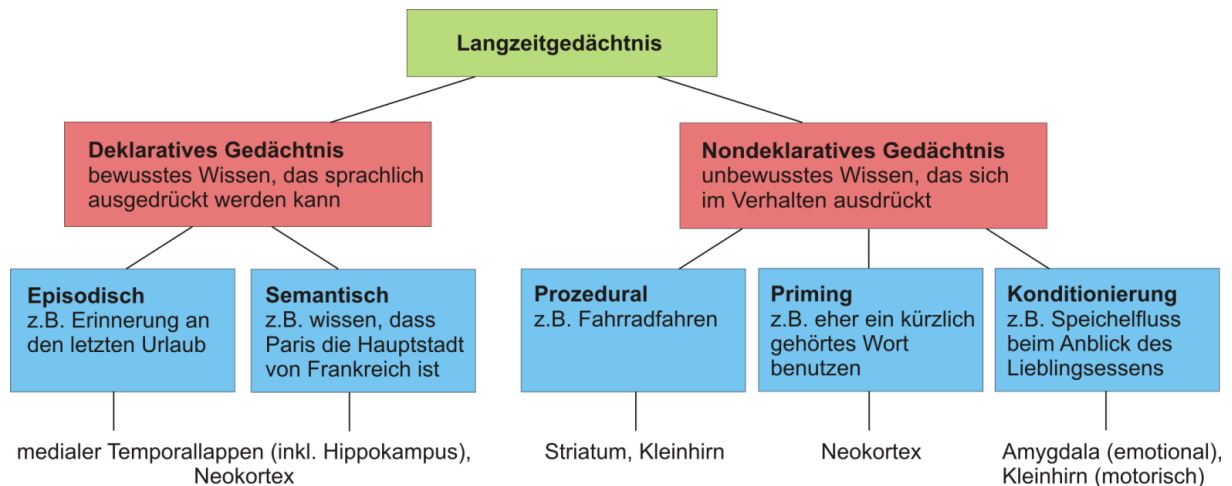 Langzeitgedächtnis
Deklaratives Gedächtnis
bewusstes Wissen, das sprachlich
ausgedrückt werden kann
Nondeklaratives Gedächtnis
unbewusstes Wissen, das sich
im Verhalten ausdrückt
Episodisch
z.B. Erinnerung an
den letzten Urlaub
Semantisch
z.B. wissen, dass
Paris die Hauptstadt
von Frankreich ist
Prozedural
z.B. Fahrradfahren
Priming
z.B. eher ein kürzlich
gehörtes Wort
benutzen
Konditionierung
z.B. Speichelfluss
beim Anblick des
Lieblingsessens
medialer Temporallappen (inkl. Hippokampus),
Neokortex
Striatum, Kleinhirn
Neokortex
Amygdala (emotional),
Kleinhirn (motorisch)